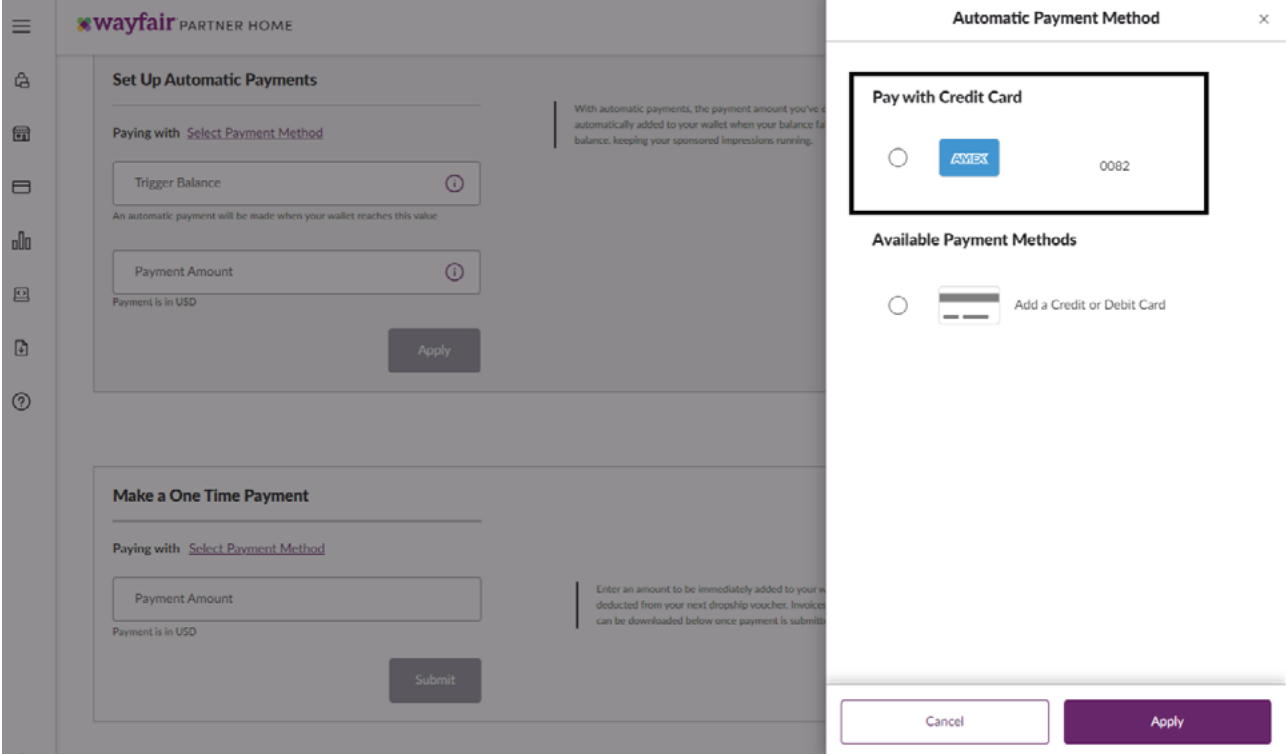 wayfair PARTNER HOME
Set Up Automatic Payments
Paying with Select Payment Method
Trigger Balance
An automatic payment will be made when your wallet reaches this value
Payment Amount
Payment is in USD
Apply
With automatic payments, the payment amount you've
automatically added to your wallet when your balance
balance, keeping your sponsored impressions running.
Make a One Time Payment
Paying with Select Payment Method
Payment Amount
Payment is in USD
Submit
Enter an amount to be immediately added to your
deducted from your next dropship voucher. Invoices
can be downloaded below once payment is
Automatic Payment Method
Pay with Credit Card
AMEX
0082
Available Payment Methods
Add a Credit or Debit Card
Cancel
Apply